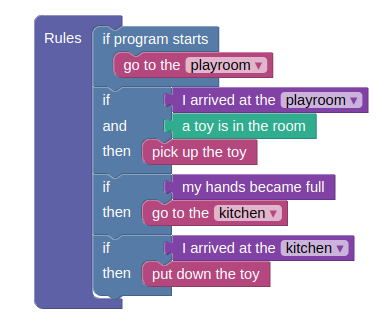 Rules
if program starts
go to the playroom ▾
if I arrived at the playroom ▾
and a toy is in the room
then pick up the toy
if my hands became full
then go to the kitchen ▾
if I arrived at the kitchen ▾
then put down the toy